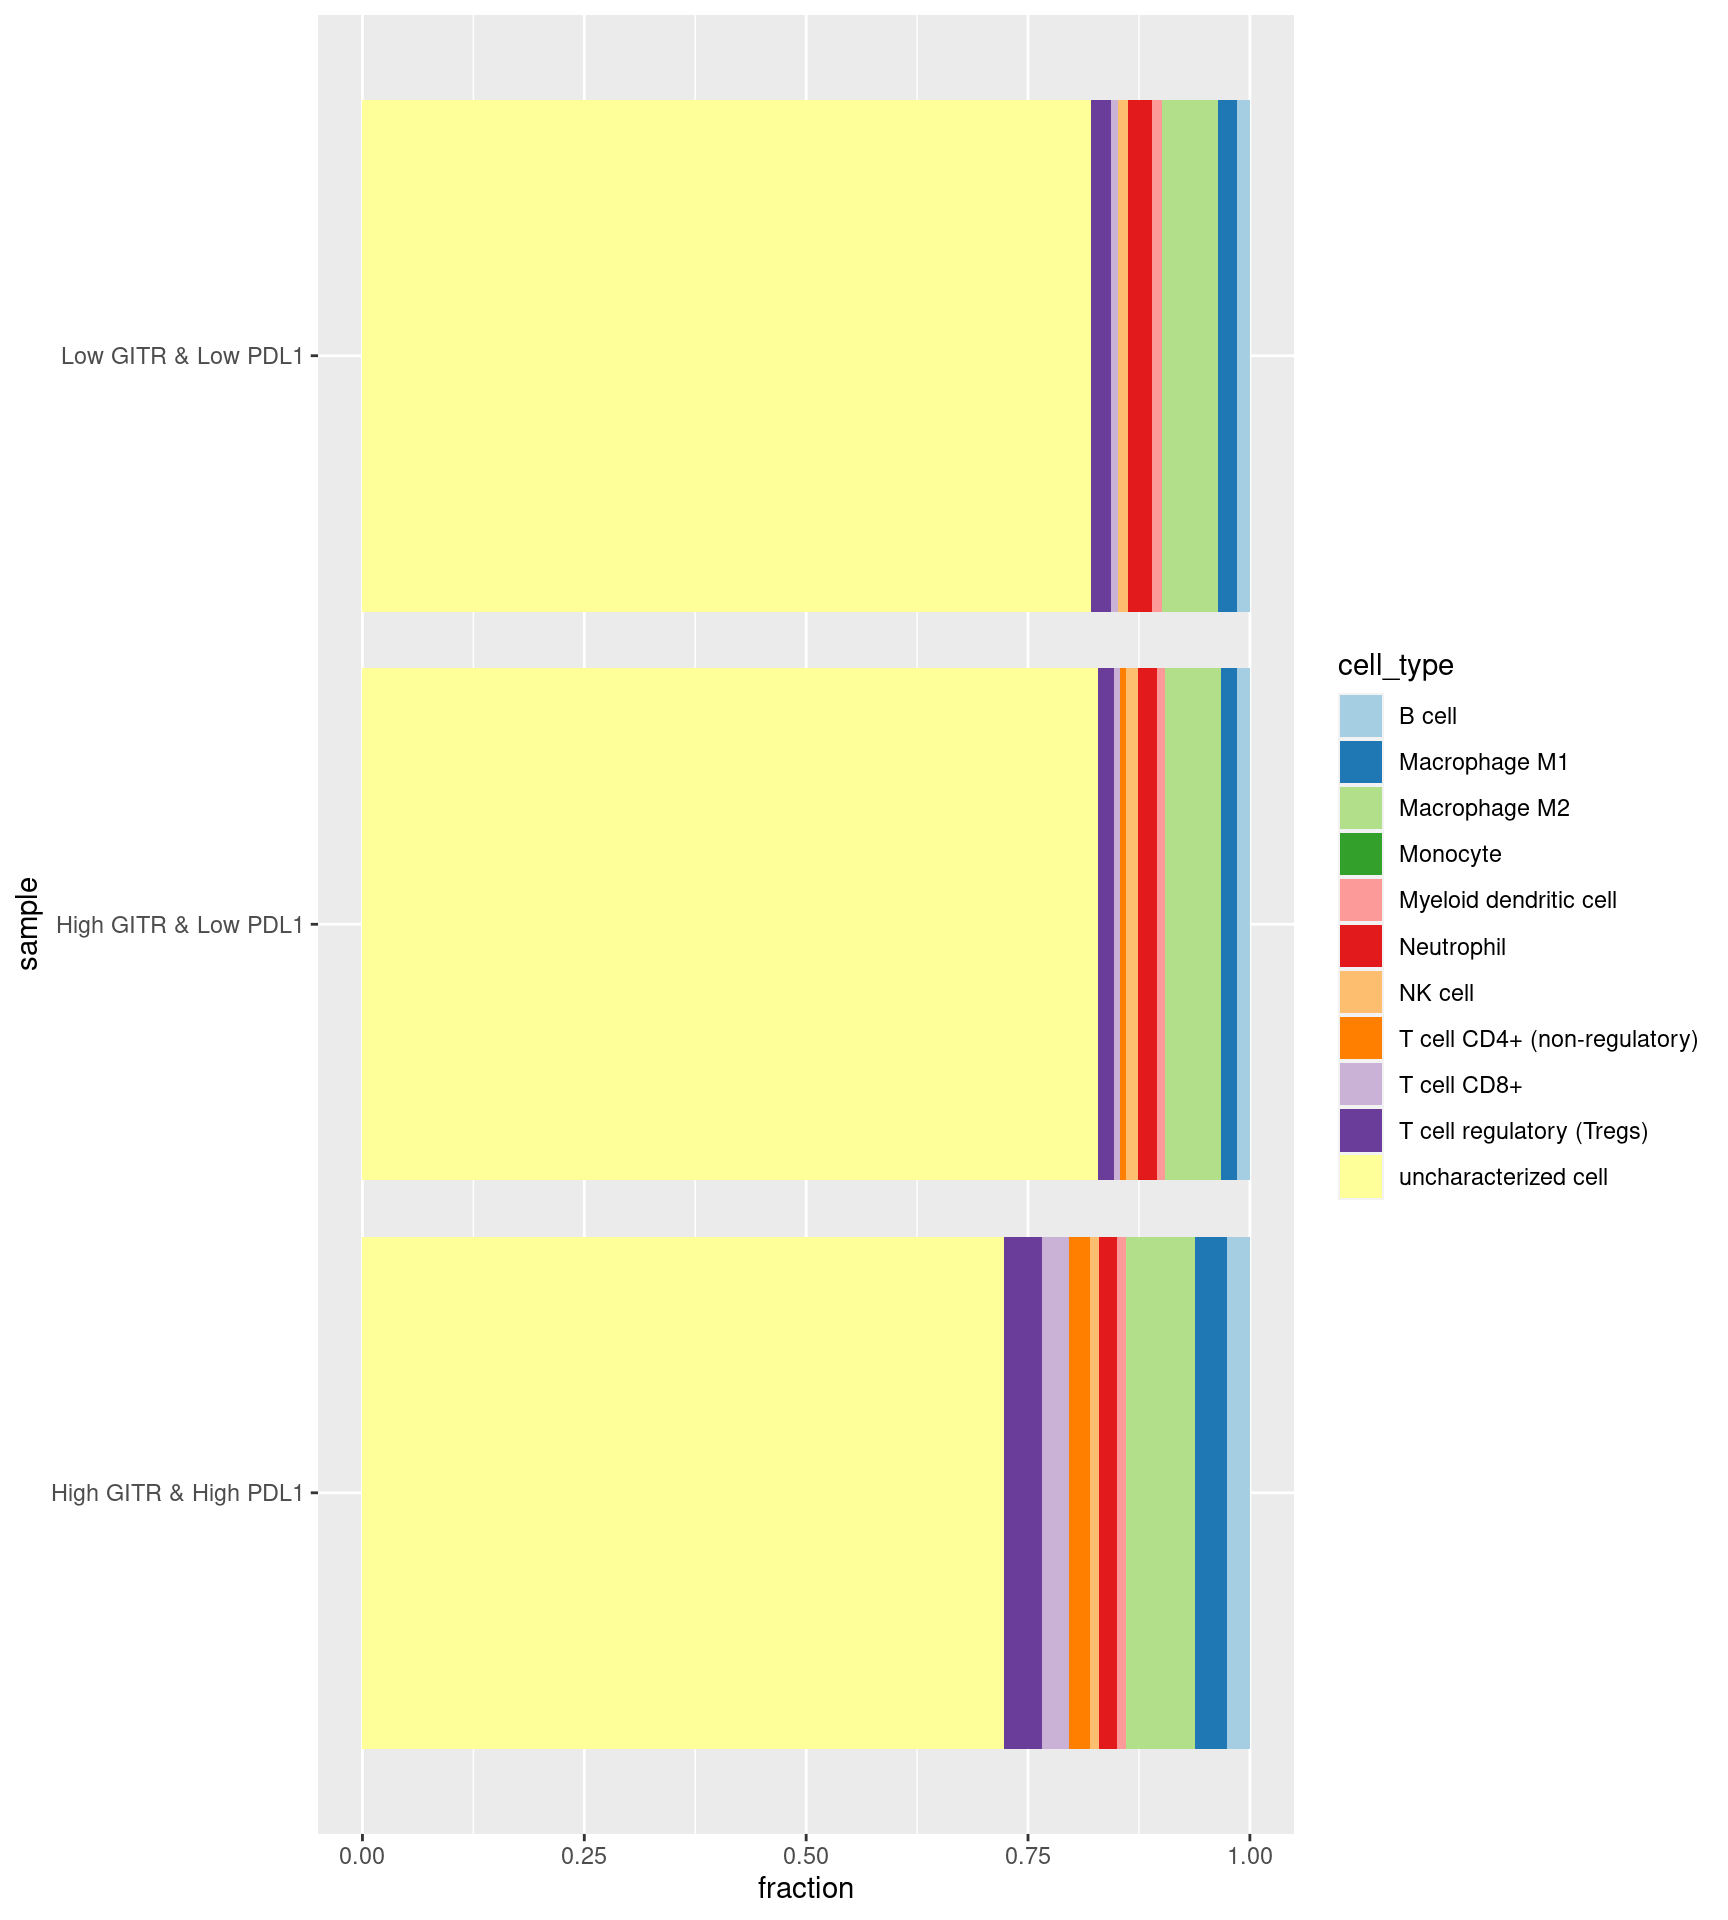 Low GITR & Low PDL1
High GITR & Low PDL1
High GITR & High PDL1
sample
0.00
0.25
0.50
0.75
1.00
fraction
cell_type
B cell
Macrophage M1
Macrophage M2
Monocyte
Myeloid dendritic cell
Neutrophil
NK cell
T cell CD4+ (non-regulatory)
T cell CD8+
T cell regulatory (Tregs)
uncharacterized cell